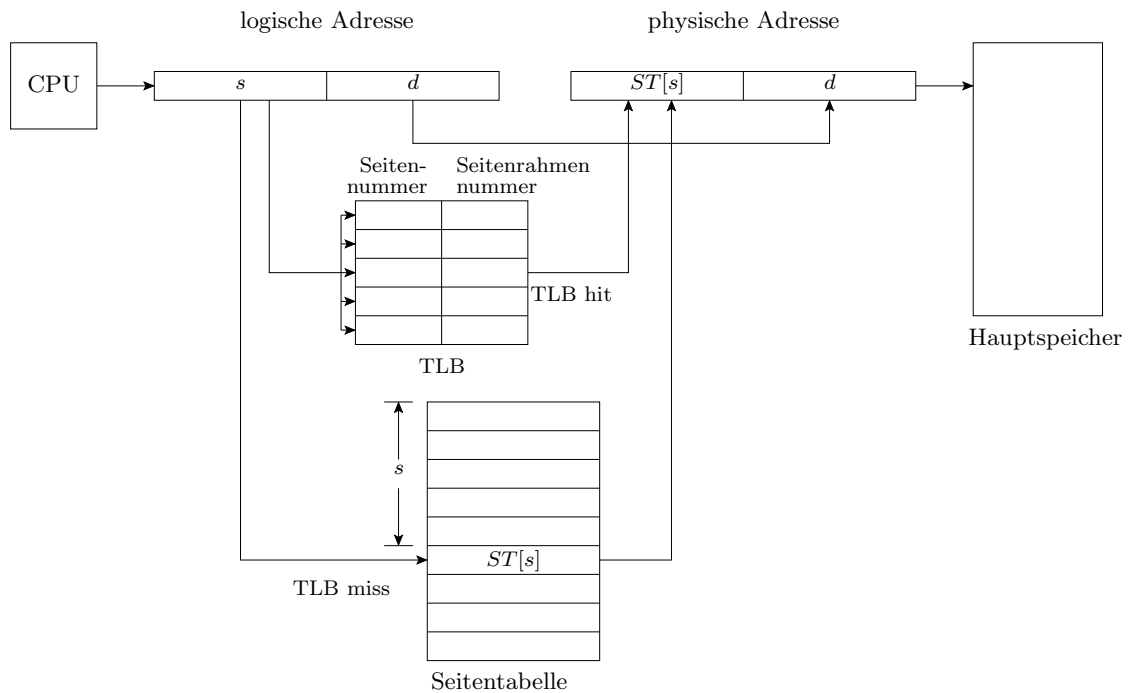 logische Adresse
physische Adresse
CPU
s
d
ST[s]
d
Seiten-
nummer
Seitenrahmen
nummer
TLB hit
TLB
Hauptspeicher
s
ST[s]
TLB miss
Seitentabelle